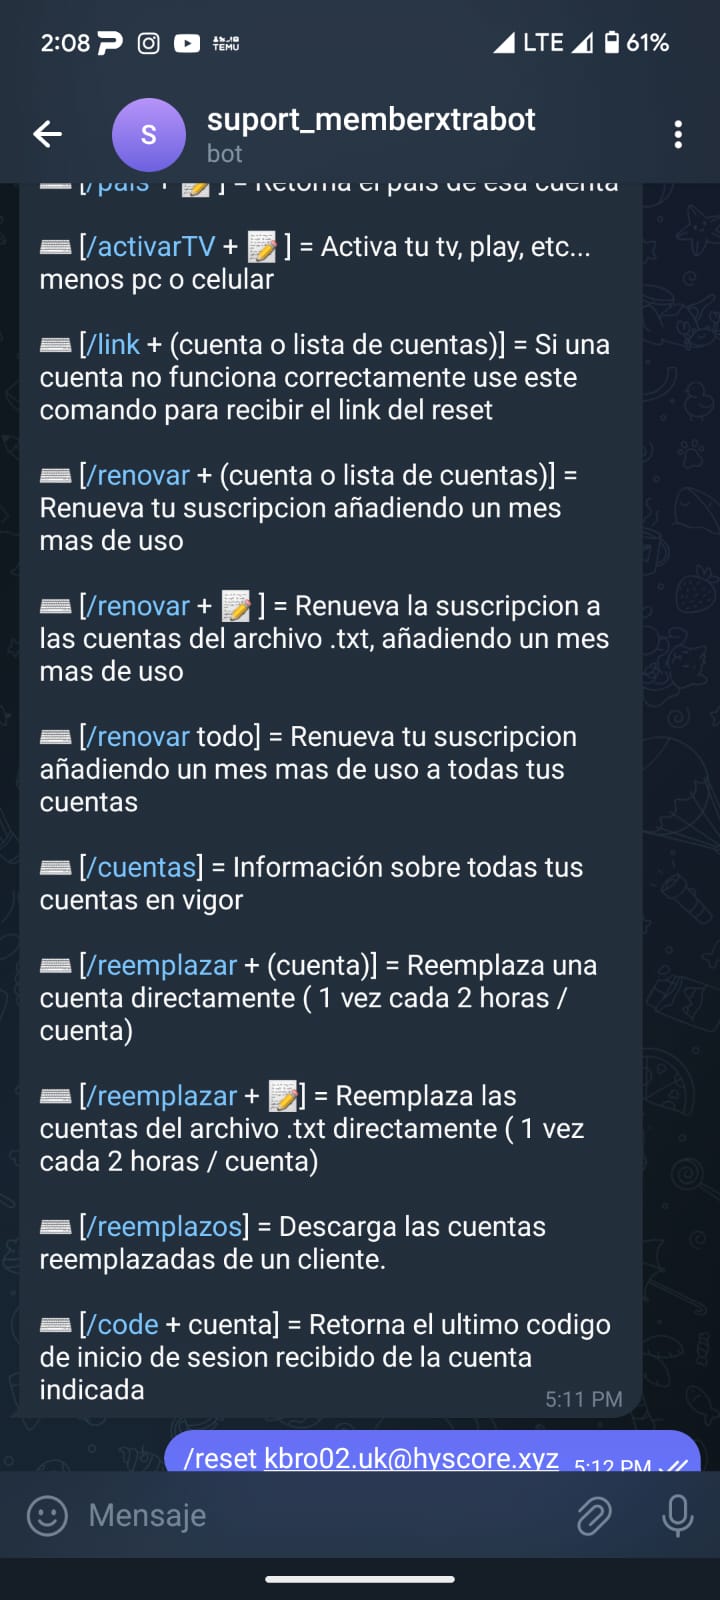 2:08 TEMU LTE 61%
suport_memberxtrabot
S
bot
[/pais + 📝 ] = Retorna el pais de esa cuenta
⌨️ [/activarTV + 📝 ] = Activa tu tv, play, etc...
menos pc o celular
⌨️ [/link + (cuenta o lista de cuentas)] = Si una
cuenta no funciona correctamente use este
comando para recibir el link del reset
⌨️ [/renovar + (cuenta o lista de cuentas)] =
Renueva tu suscripcion añadiendo un mes
mas de uso
⌨️ [/renovar + 📝 ] = Renueva la suscripcion a
las cuentas del archivo .txt, añadiendo un mes
mas de uso
⌨️ [/renovar todo] = Renueva tu suscripcion
añadiendo un mes mas de uso a todas tus
cuentas
⌨️ [/cuentas] = Información sobre todas tus
cuentas en vigor
⌨️ [/reemplazar + (cuenta)] = Reemplaza una
cuenta directamente ( 1 vez cada 2 horas /
cuenta)
⌨️ [/reemplazar + 📝] = Reemplaza las
cuentas del archivo .txt directamente ( 1 vez
cada 2 horas / cuenta)
⌨️ [/reemplazos] = Descarga las cuentas
reemplazadas de un cliente.
⌨️ [/code + cuenta] = Retorna el ultimo codigo
de inicio de sesion recibido de la cuenta
indicada
5:11 PM
/reset kbro02.uk@hyscore.xyz 5:12 PM
Mensaje